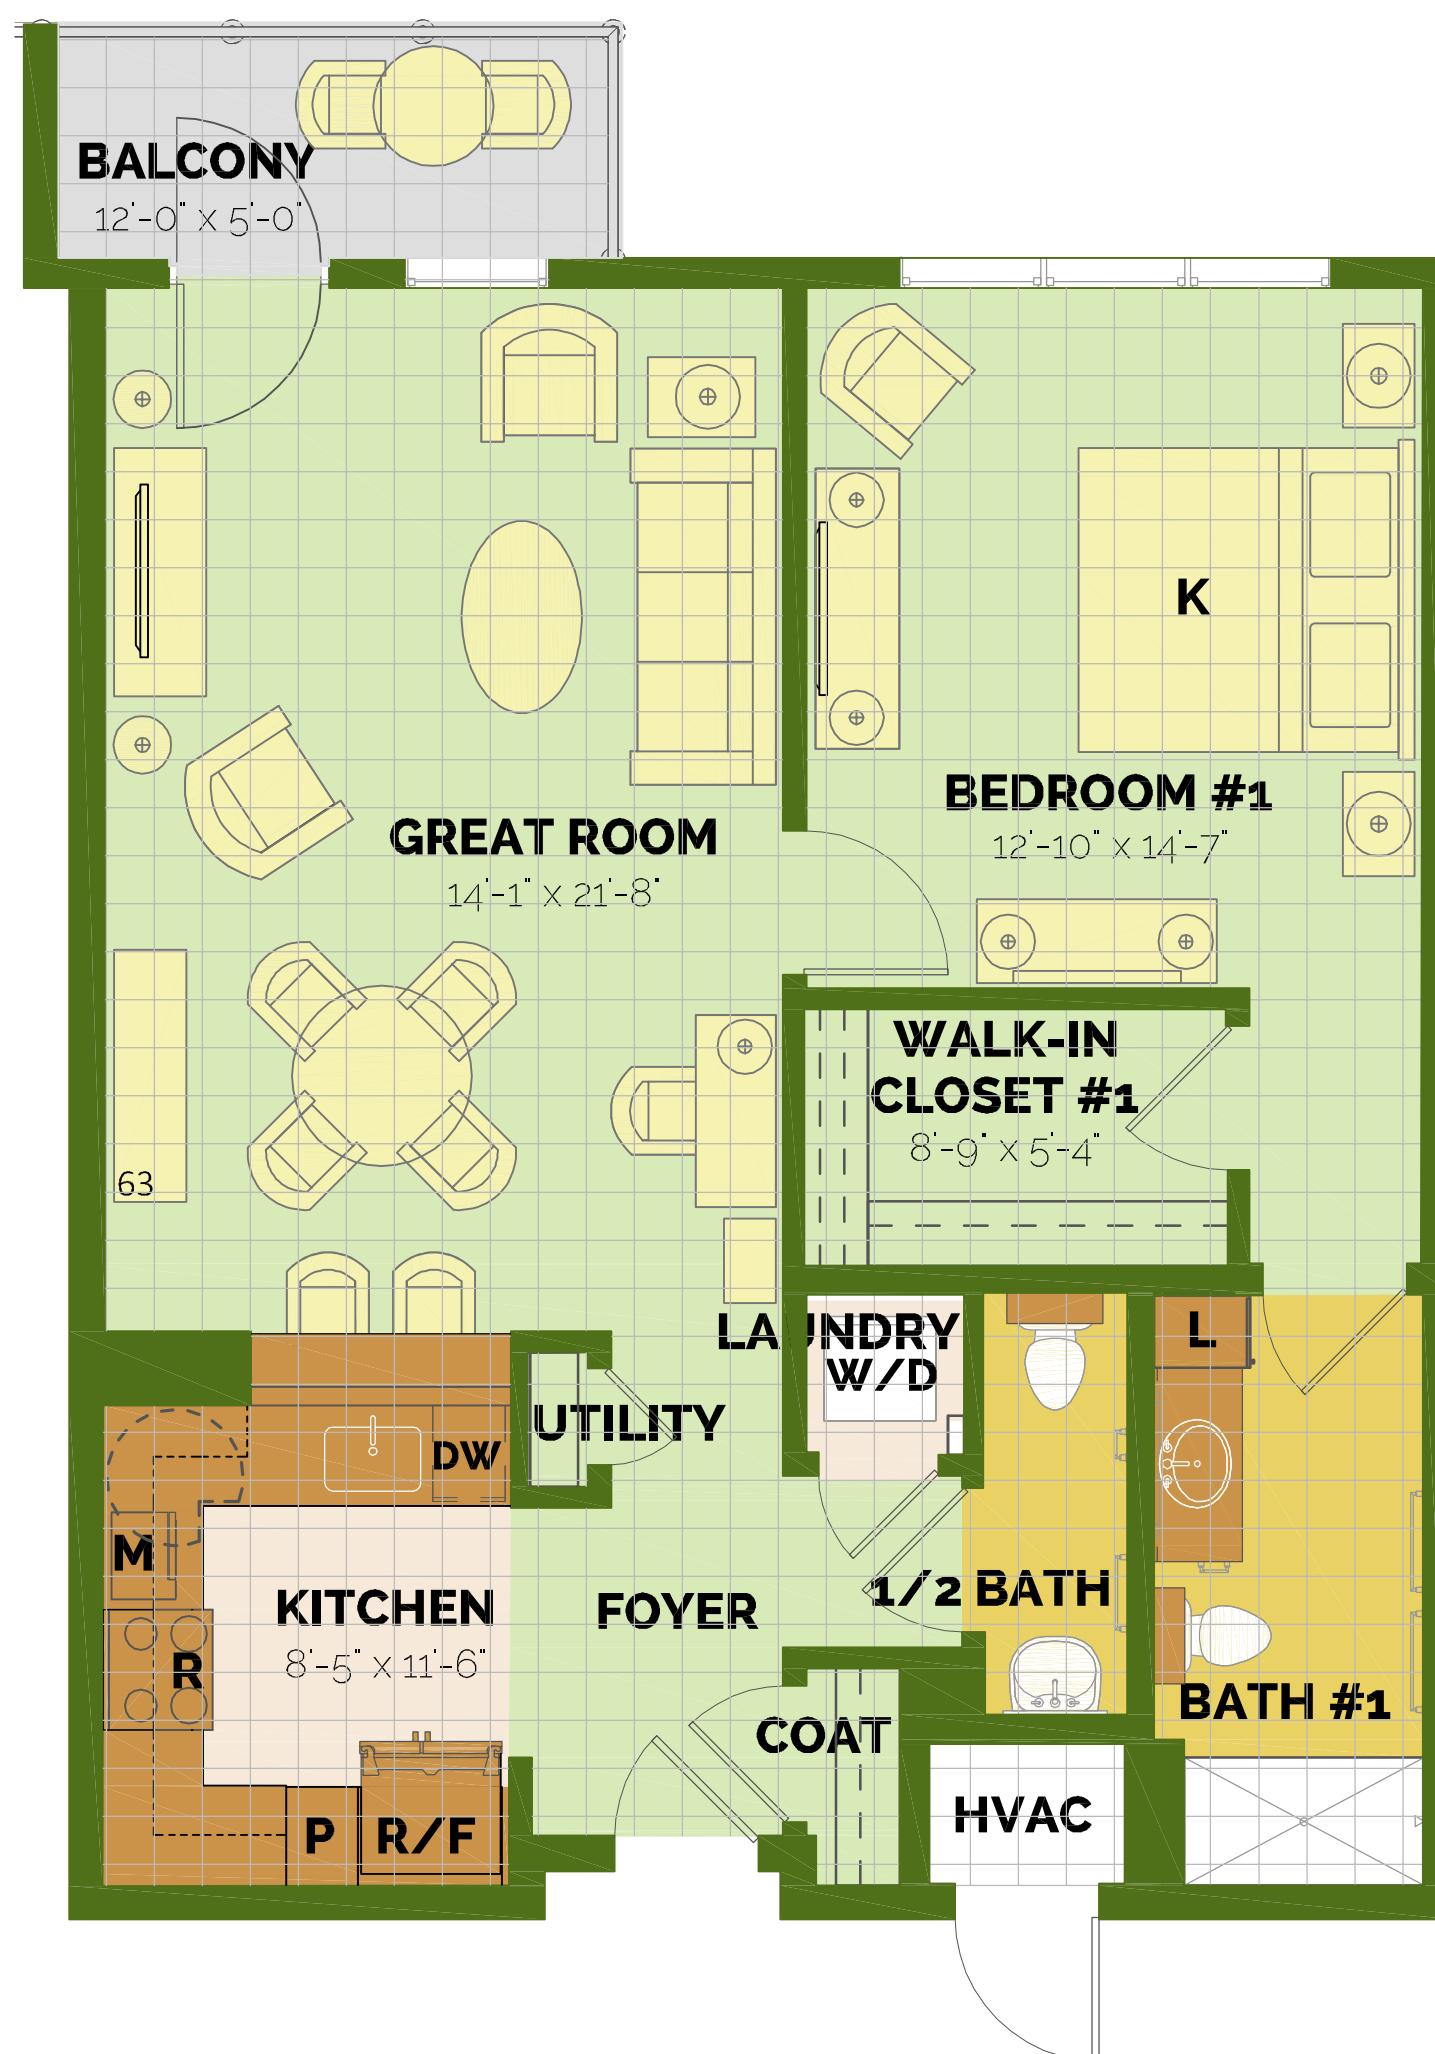 BALCONY
12'-0" x 5'-0"
K
BEDROOM #1
12'-10" x 14'-7"
GREAT ROOM
14'-1" x 21'-8"
WALK-IN
CLOSET #1
8'-9" x 5'-4"
63
LAUNDRY
W/D
L
UTILITY
DW
M
KITCHEN
8'-5" x 11'-6"
R
FOYER
1/2 BATH
BATH #1
COAT
HVAC
P
R/F